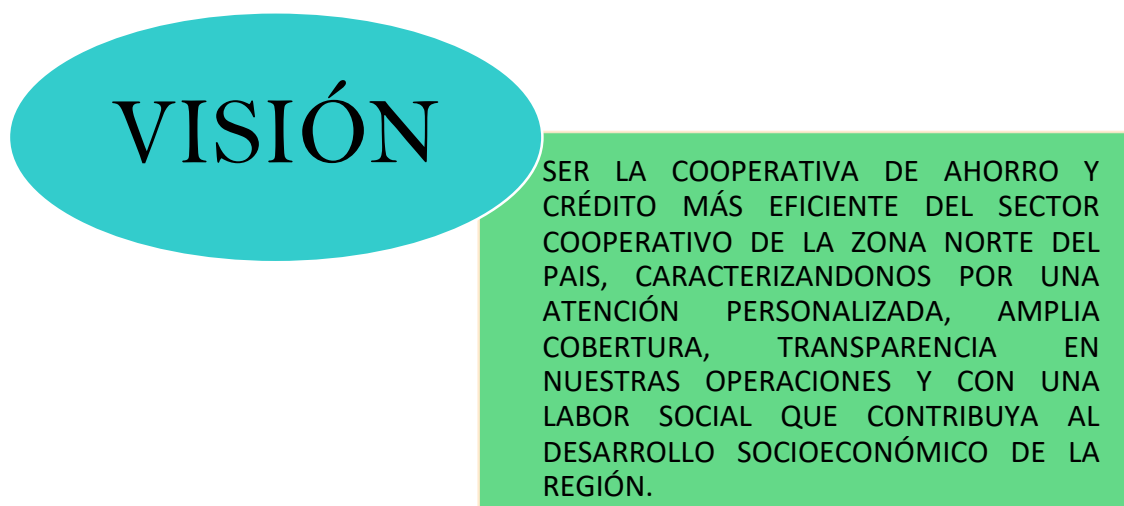 VISIÓN
SER LA COOPERATIVA DE AHORRO Y
CRÉDITO MÁS EFICIENTE DEL SECTOR
COOPERATIVO DE LA ZONA NORTE DEL
PAIS, CARACTERIZANDONOS POR UNA
ATENCIÓN PERSONALIZADA, AMPLIA
COBERTURA, TRANSPARENCIA EN
NUESTRAS OPERACIONES Y CON UNA
LABOR SOCIAL QUE CONTRIBUYA AL
DESARROLLO SOCIOECONÓMICO DE LA
REGIÓN.